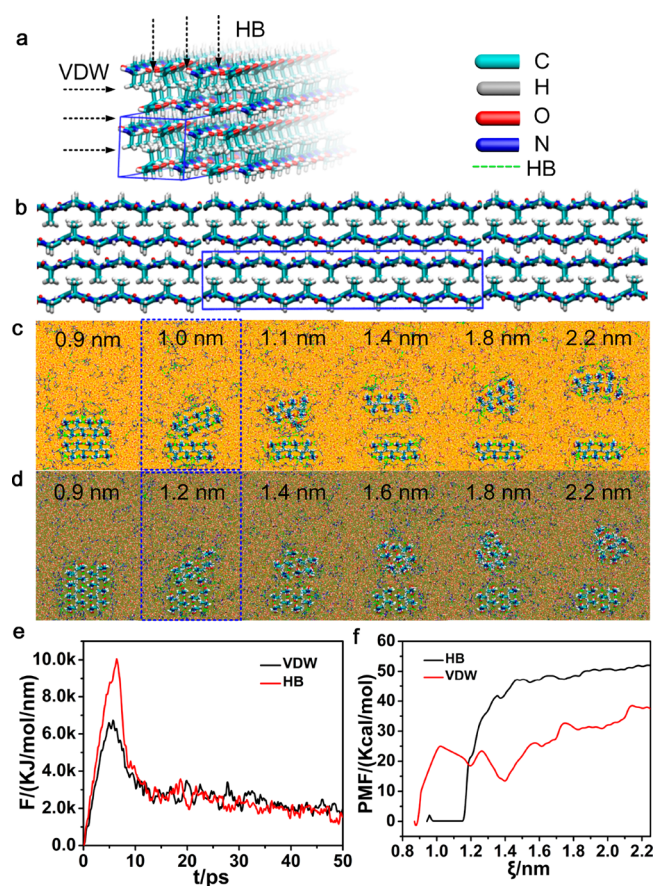 a
HB
VDW
C
H
O
N
HB
b
c
0.9 nm 1.0 nm 1.1 nm 1.4 nm 1.8 nm 2.2 nm
d
0.9 nm 1.2 nm 1.4 nm 1.6 nm 1.8 nm 2.2 nm
e
F/(KJ/mol/nm)
10.0k
8.0k
6.0k
4.0k
2.0k
0.0
0 10 20 30 40 50
t/ps
VDW
HB
f
PMF/(Kcal/mol)
60
50
40
30
20
10
0
0.8 1.0 1.2 1.4 1.6 1.8 2.0 2.2
ξ/nm
HB
VDW